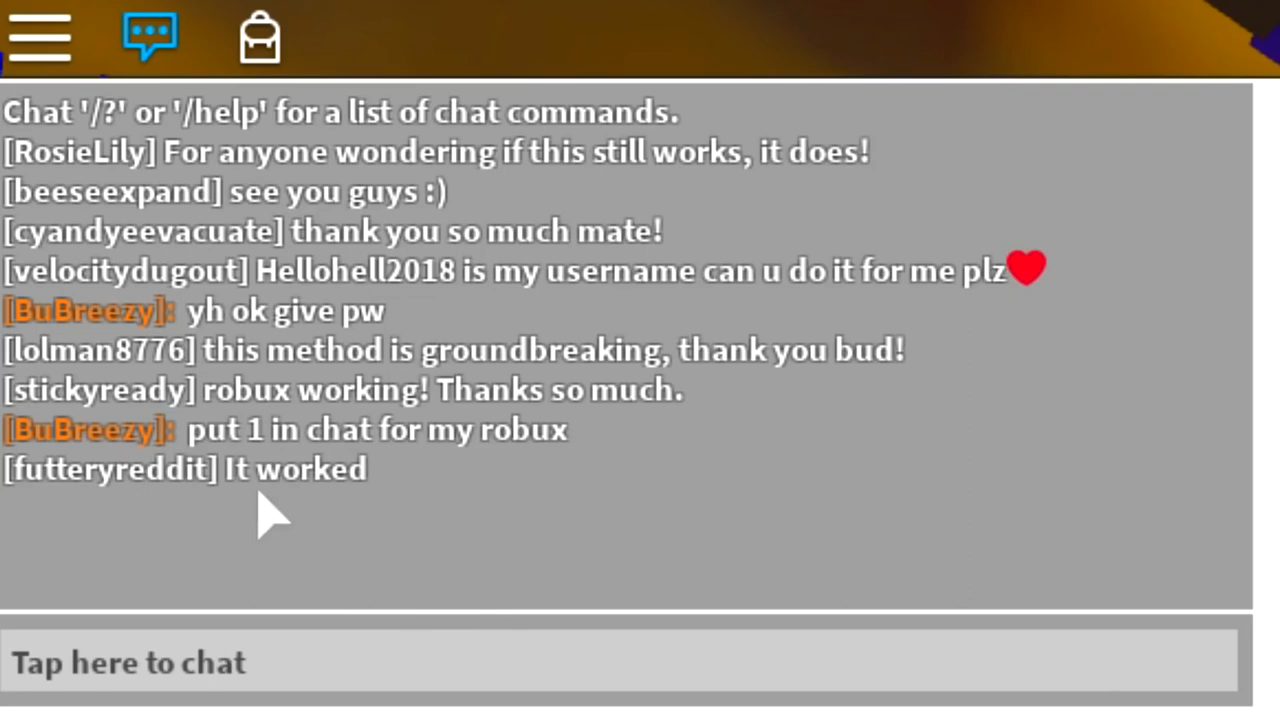 Chat '/?' or '/help' for a list of chat commands.
[RosieLily] For anyone wondering if this still works, it does!
[beeseexpand] see you guys :)
[cyandyeevacuate] thank you so much mate!
[velocitydugout] Hellohell2018 is my username can u do it for me plz❤
[BuBreezy]: yh ok give pw
[lolman8776] this method is groundbreaking, thank you bud!
[stickyready] robux working! Thanks so much.
[BuBreezy]: put 1 in chat for my robux
[futteryreddit] It worked
Tap here to chat